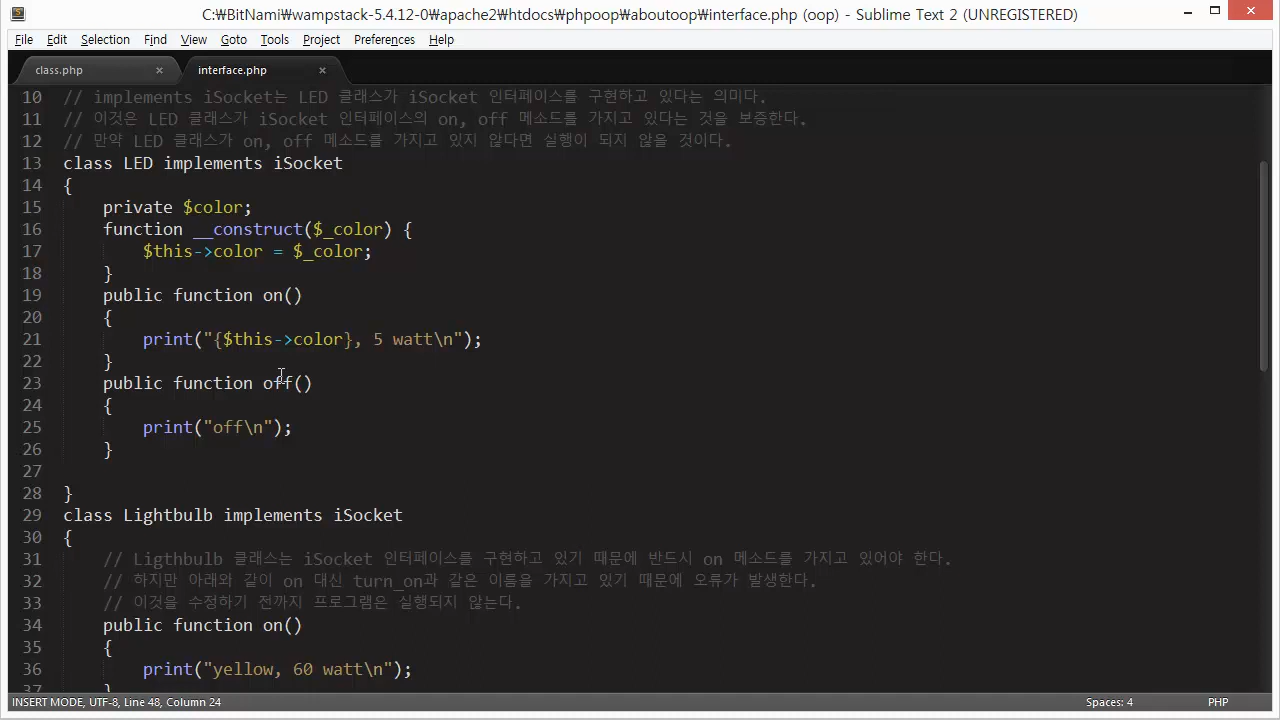 C:₩BitNami₩wampstack-5.4.12-0₩apache2₩htdocs₩phpoop₩aboutoop₩interface.php (oop) - Sublime Text 2 (UNREGISTERED)
File Edit Selection Find View Goto Tools Project Preferences Help
class.php × interface.php ×
10 // implements iSocket는 LED 클래스가 iSocket 인터페이스를 구현하고 있다는 의미다.
11 // 이것은 LED 클래스가 iSocket 인터페이스의 on, off 메소드를 가지고 있다는 것을 보증한다.
12 // 만약 LED 클래스가 on, off 메소드를 가지고 있지 않다면 실행이 되지 않을 것이다.
13 class LED implements iSocket
14 {
15     private $color;
16     function __construct($_color) {
17         $this->color = $_color;
18     }
19     public function on()
20     {
21         print("{$this->color}, 5 watt\n");
22     }
23     public function off()
24     {
25         print("off\n");
26     }
27
28 }
29 class Lightbulb implements iSocket
30 {
31     // Ligthbulb 클래스는 iSocket 인터페이스를 구현하고 있기 때문에 반드시 on 메소드를 가지고 있어야 한다.
32     // 하지만 아래와 같이 on 대신 turn_on과 같은 이름을 가지고 있기 때문에 오류가 발생한다.
33     // 이것을 수정하기 전까지 프로그램은 실행되지 않는다.
34     public function on()
35     {
36         print("yellow, 60 watt\n");
37     }
INSERT MODE, UTF-8, Line 48, Column 24 Spaces: 4 PHP